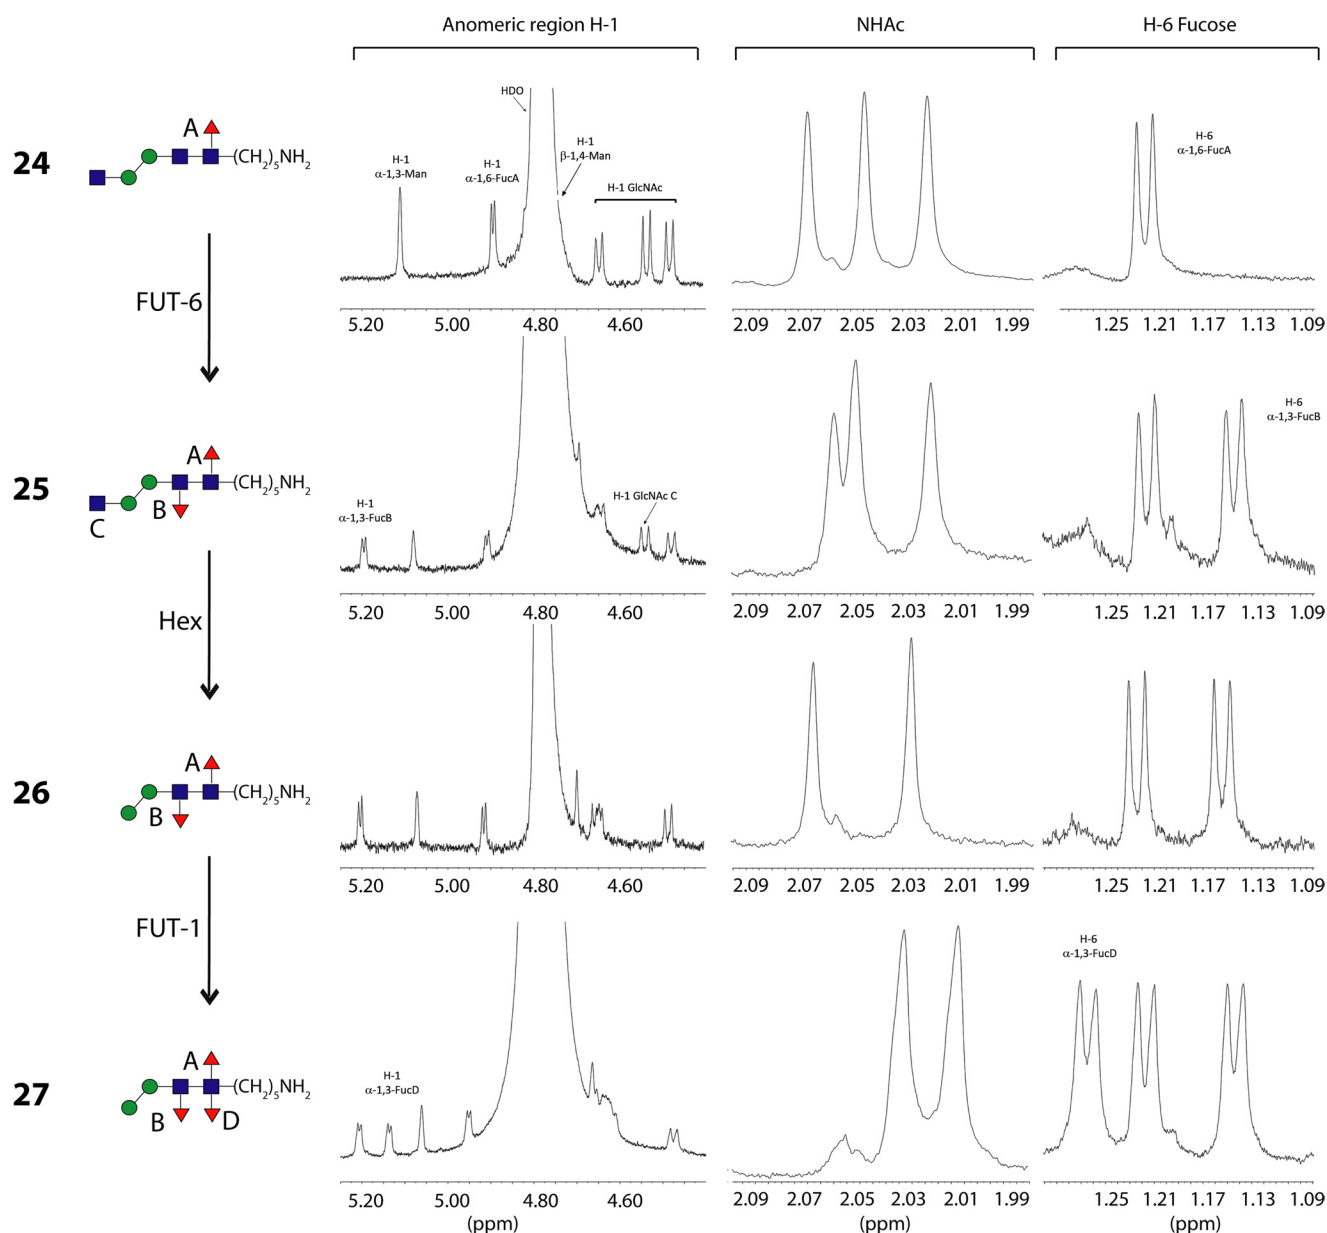 Anomeric region H-1 NHAc H-6 Fucose
24
A
(CH2)5NH2
HDO
H-1
α-1,3-Man
H-1
α-1,6-FucA
H-1
β-1,4-Man
H-1 GlcNAc
H-6
α-1,6-FucA
5.20 5.00 4.80 4.60 2.09 2.07 2.05 2.03 2.01 1.99 1.25 1.21 1.17 1.13 1.09
FUT-6
25
A
(CH2)5NH2
C
B
H-1
α-1,3-FucB
H-1 GlcNAc C
H-6
α-1,3-FucB
5.20 5.00 4.80 4.60 2.09 2.07 2.05 2.03 2.01 1.99 1.25 1.21 1.17 1.13 1.09
Hex
26
A
(CH2)5NH2
B
5.20 5.00 4.80 4.60 2.09 2.07 2.05 2.03 2.01 1.99 1.25 1.21 1.17 1.13 1.09
FUT-1
27
A
(CH2)5NH2
B D
H-1
α-1,3-FucD
H-6
α-1,3-FucD
5.20 5.00 4.80 4.60 2.09 2.07 2.05 2.03 2.01 1.99 1.25 1.21 1.17 1.13 1.09
(ppm) (ppm) (ppm)